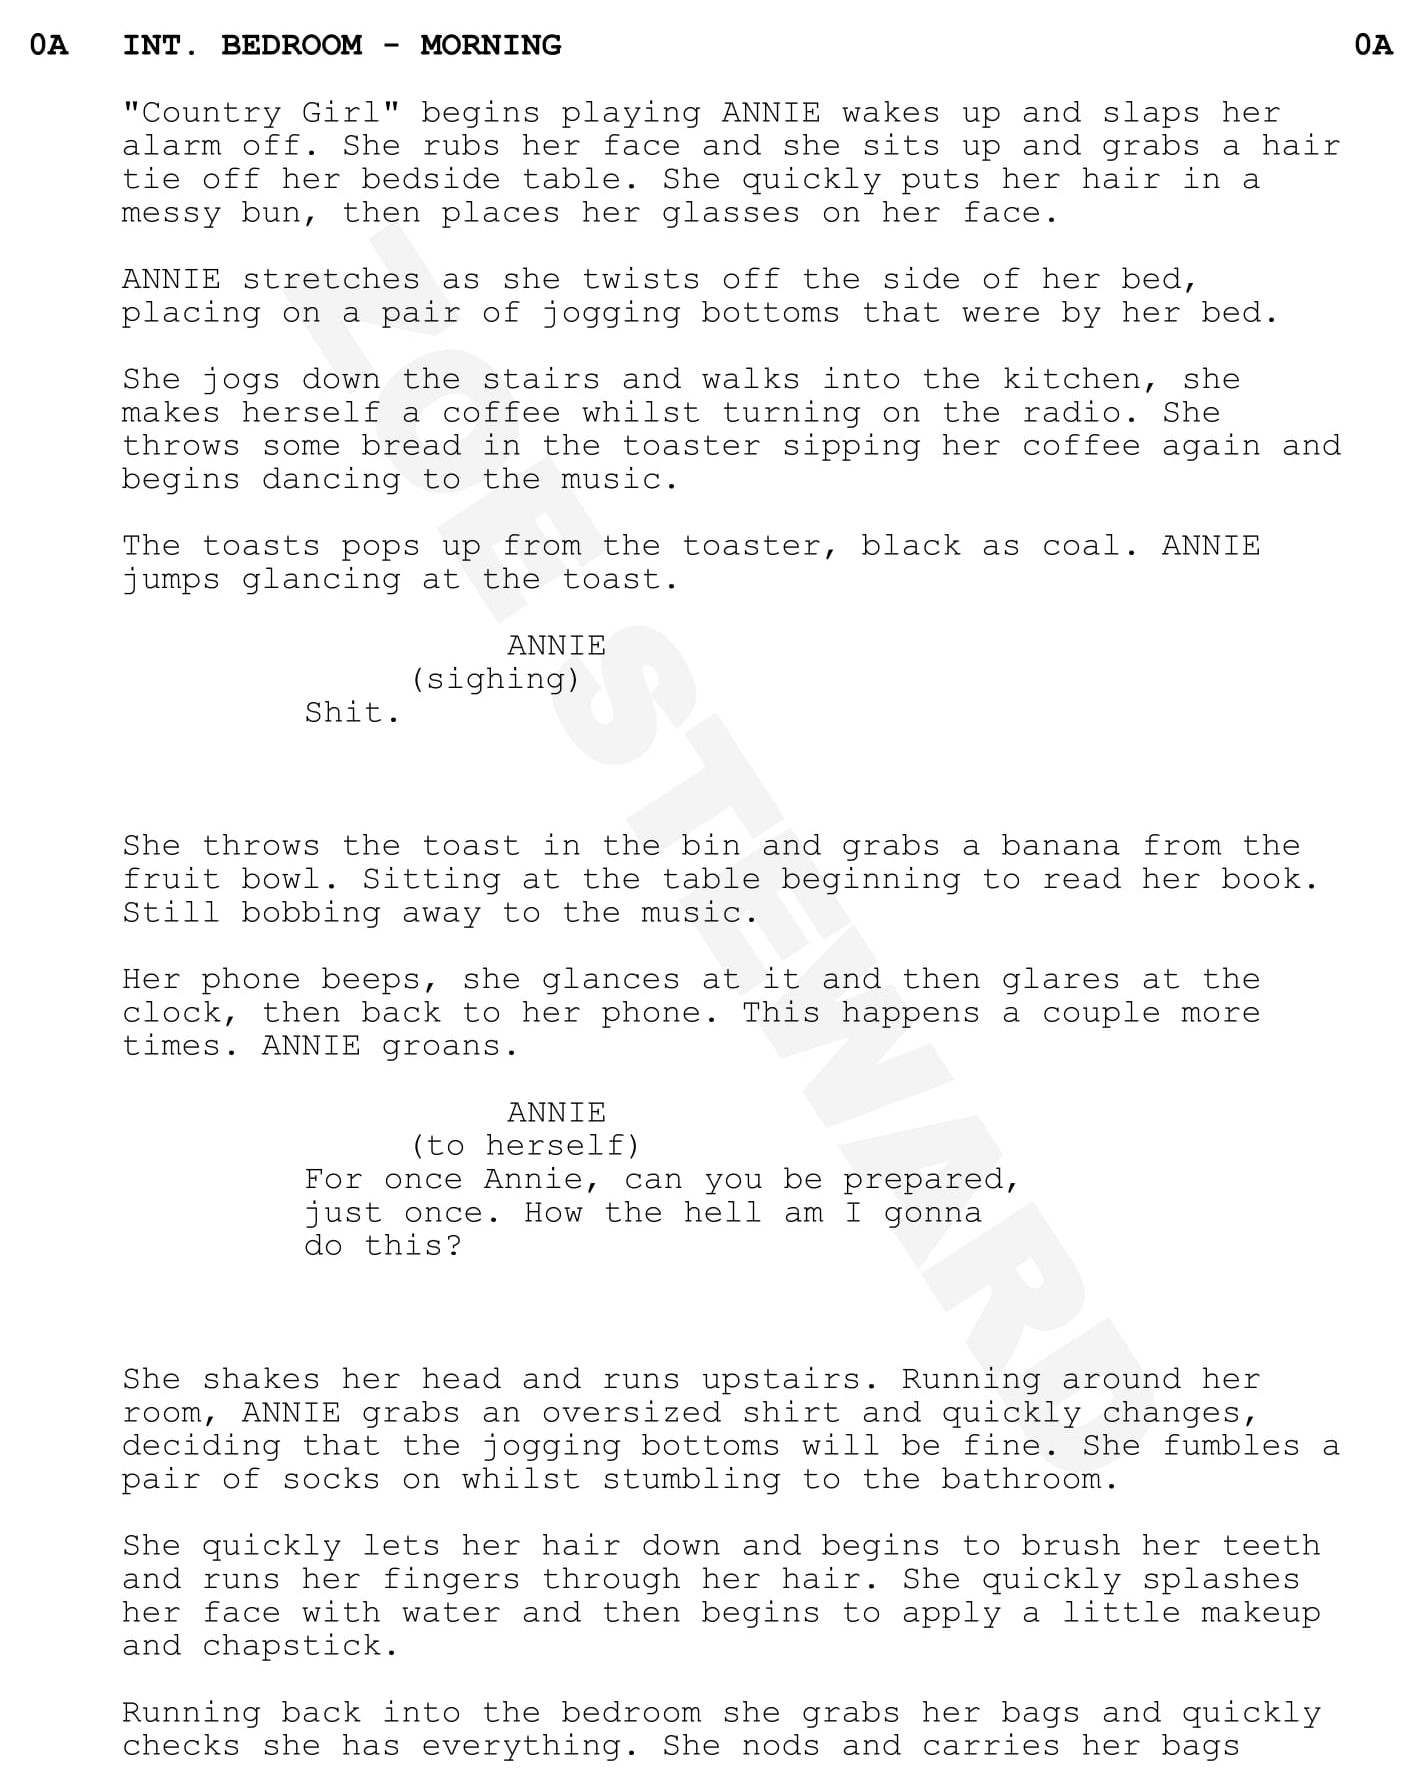 0A INT. BEDROOM - MORNING 0A
"Country Girl" begins playing ANNIE wakes up and slaps her
alarm off. She rubs her face and she sits up and grabs a hair
tie off her bedside table. She quickly puts her hair in a
messy bun, then places her glasses on her face.
ANNIE stretches as she twists off the side of her bed,
placing on a pair of jogging bottoms that were by her bed.
She jogs down the stairs and walks into the kitchen, she
makes herself a coffee whilst turning on the radio. She
throws some bread in the toaster sipping her coffee again and
begins dancing to the music.
The toasts pops up from the toaster, black as coal. ANNIE
jumps glancing at the toast.
ANNIE
(sighing)
Shit.
She throws the toast in the bin and grabs a banana from the
fruit bowl. Sitting at the table beginning to read her book.
Still bobbing away to the music.
Her phone beeps, she glances at it and then glares at the
clock, then back to her phone. This happens a couple more
times. ANNIE groans.
ANNIE
(to herself)
For once Annie, can you be prepared,
just once. How the hell am I gonna
do this?
She shakes her head and runs upstairs. Running around her
room, ANNIE grabs an oversized shirt and quickly changes,
deciding that the jogging bottoms will be fine. She fumbles a
pair of socks on whilst stumbling to the bathroom.
She quickly lets her hair down and begins to brush her teeth
and runs her fingers through her hair. She quickly splashes
her face with water and then begins to apply a little makeup
and chapstick.
Running back into the bedroom she grabs her bags and quickly
checks she has everything. She nods and carries her bags
ZOE STEWARD